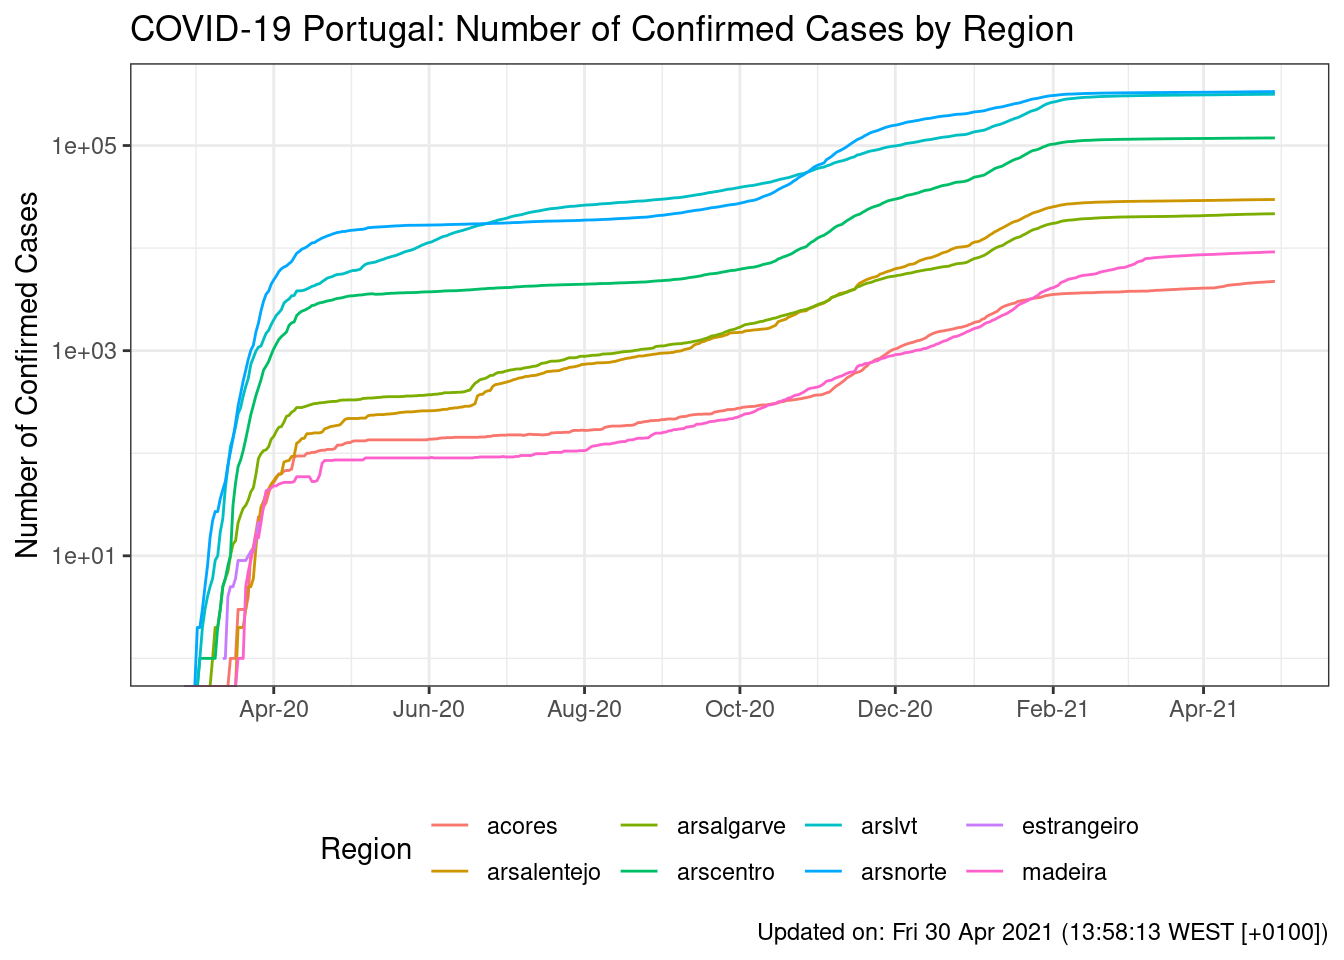 COVID-19 Portugal: Number of Confirmed Cases by Region
Number of Confirmed Cases
1e+05
1e+03
1e+01
Apr-20 Jun-20 Aug-20 Oct-20 Dec-20 Feb-21 Apr-21
Region
acores arsalgarve arslvt estrangeiro
arsalentejo arscentro arsnorte madeira
Updated on: Fri 30 Apr 2021 (13:58:13 WEST [+0100])